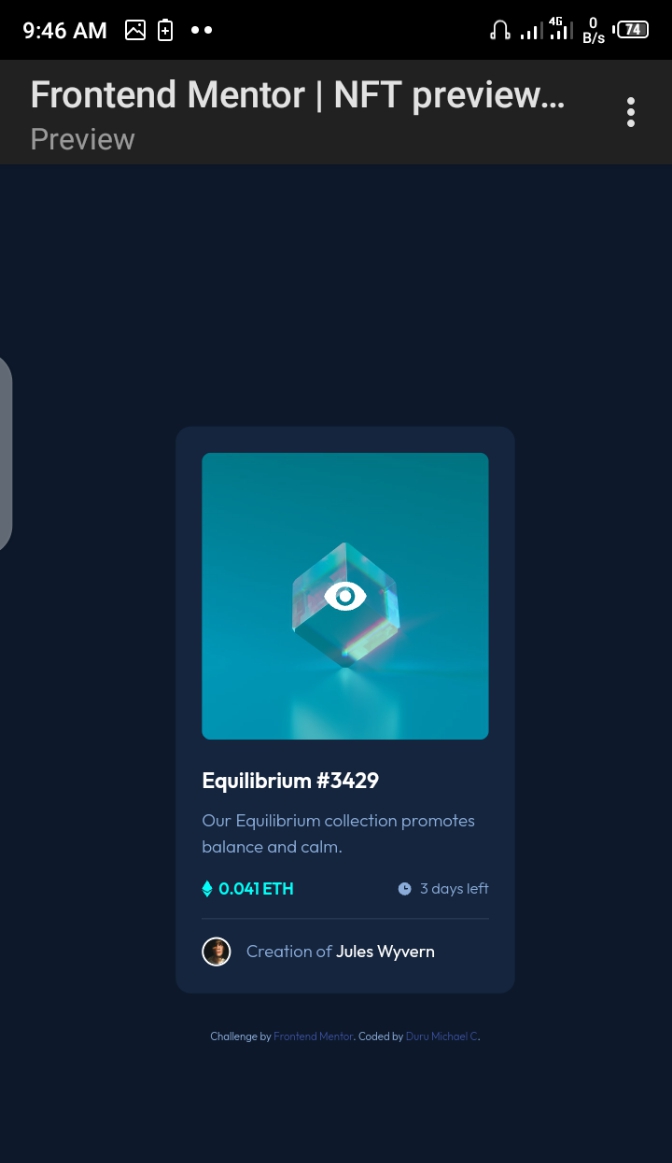 9:46 AM
4G
0
B/s
74
Frontend Mentor | NFT preview...
Preview
Equilibrium #3429
Our Equilibrium collection promotes
balance and calm.
0.041 ETH
3 days left
Creation of Jules Wyvern
Challenge by Frontend Mentor. Coded by Duru Michael C.